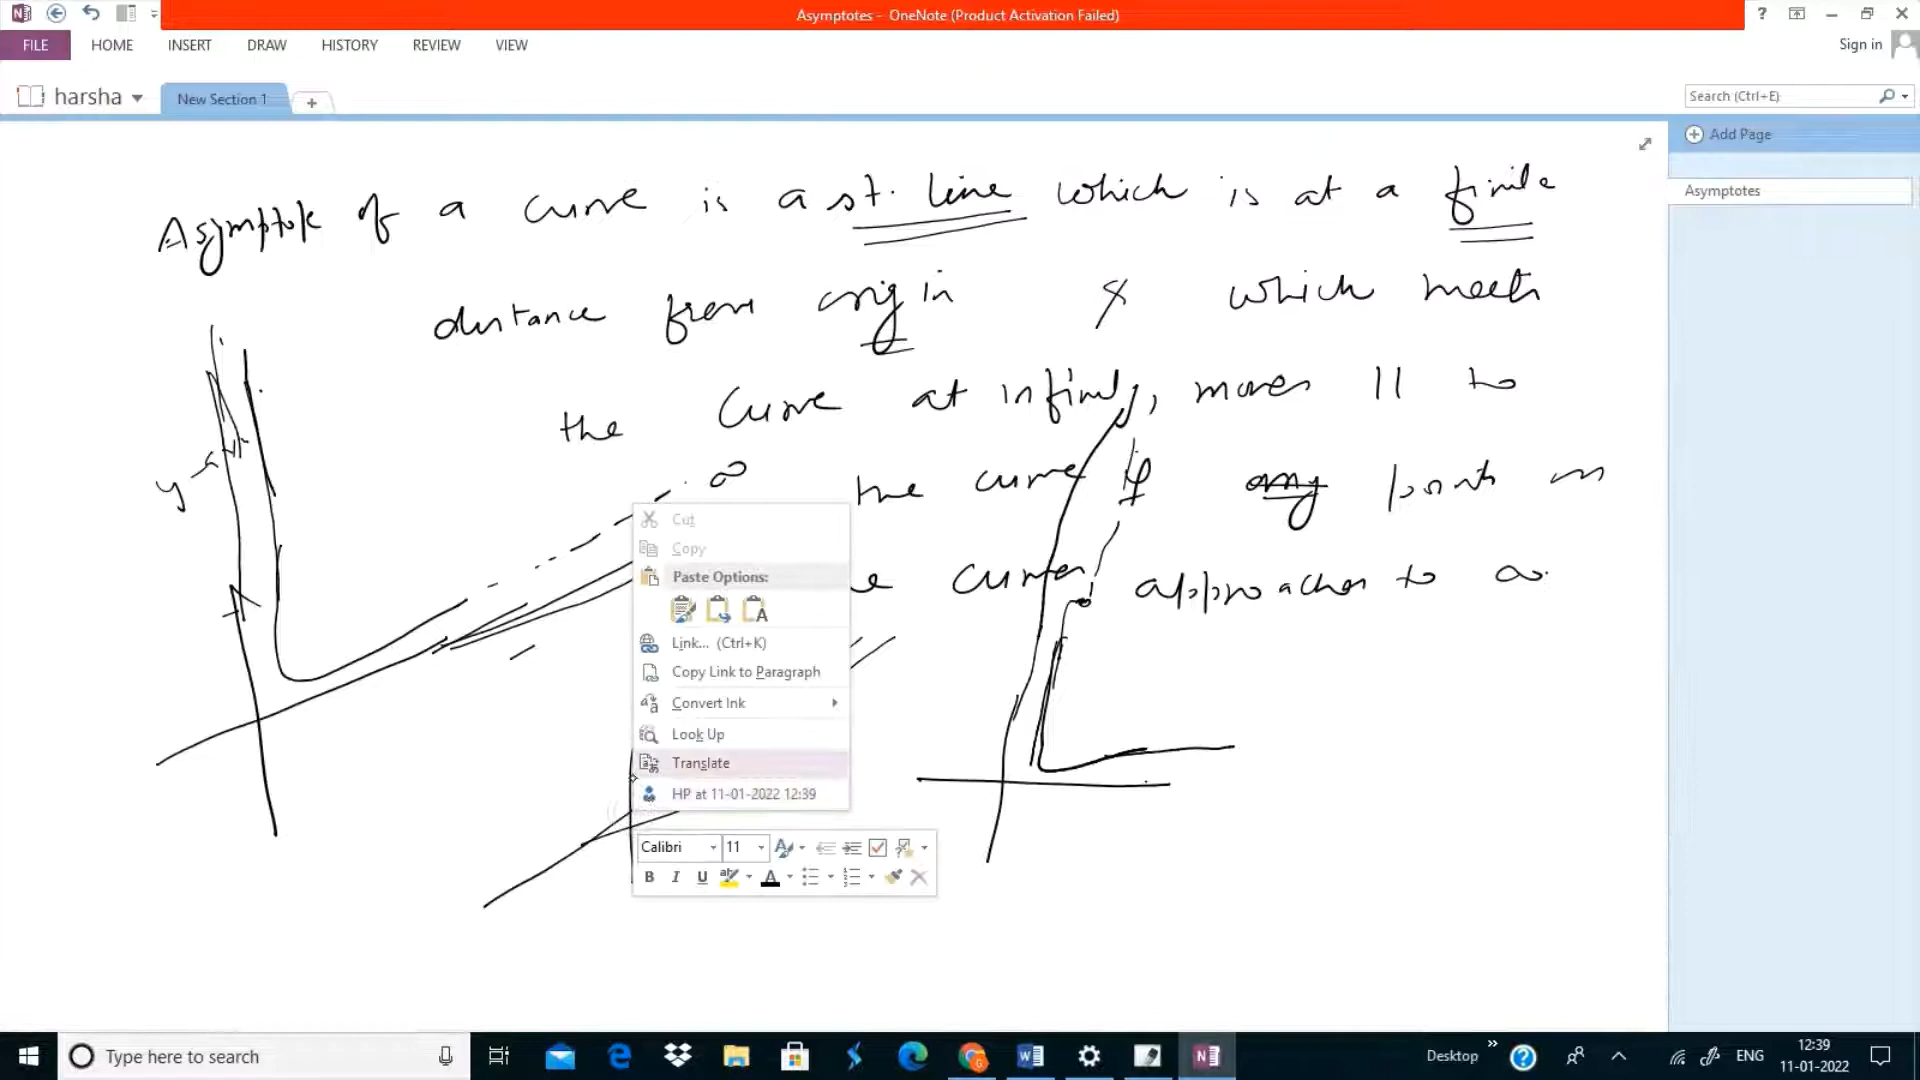 Asymptotes - OneNote (Product Activation Failed)
?
FILE HOME INSERT DRAW HISTORY REVIEW VIEW
Sign in
harsha New Section 1
Search (Ctrl+E)
Add Page
Asymptotes
Asymptote of a curve is a st. line which is at a finite
distance from origin & which meets
the curve at infinity, moves || to
∞ the curve if any points on
y
curve, approaches to ∞.
Cut
Copy
Paste Options:
Link... (Ctrl+K)
Copy Link to Paragraph
Convert Ink
Look Up
Translate
HP at 11-01-2022 12:39
Calibri 11
B I U
Type here to search
Desktop
ENG
12:39
11-01-2022